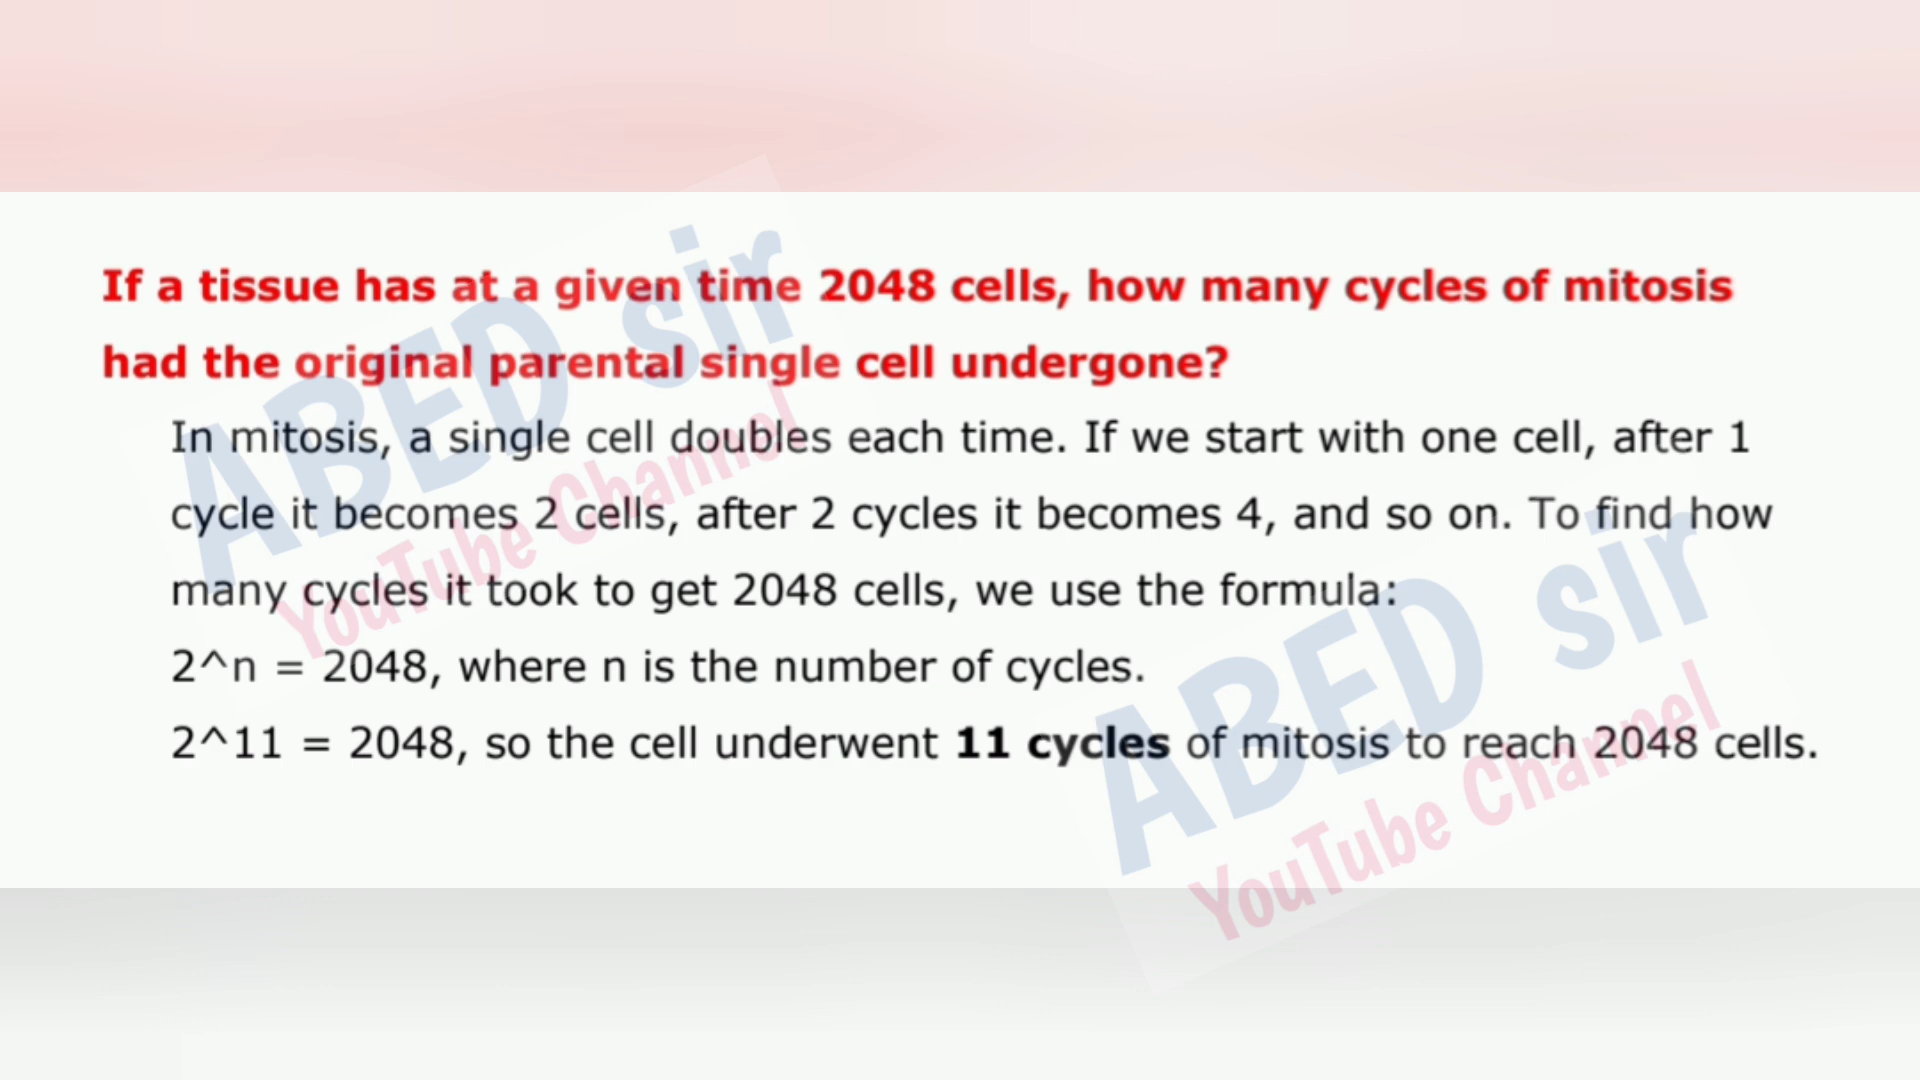 If a tissue has at a given time 2048 cells, how many cycles of mitosis
had the original parental single cell undergone?
In mitosis, a single cell doubles each time. If we start with one cell, after 1
cycle it becomes 2 cells, after 2 cycles it becomes 4, and so on. To find how
many cycles it took to get 2048 cells, we use the formula:
2^n = 2048, where n is the number of cycles.
2^11 = 2048, so the cell underwent 11 cycles of mitosis to reach 2048 cells.
ABED sir
YouTube Channel
ABED sir
YouTube Channel